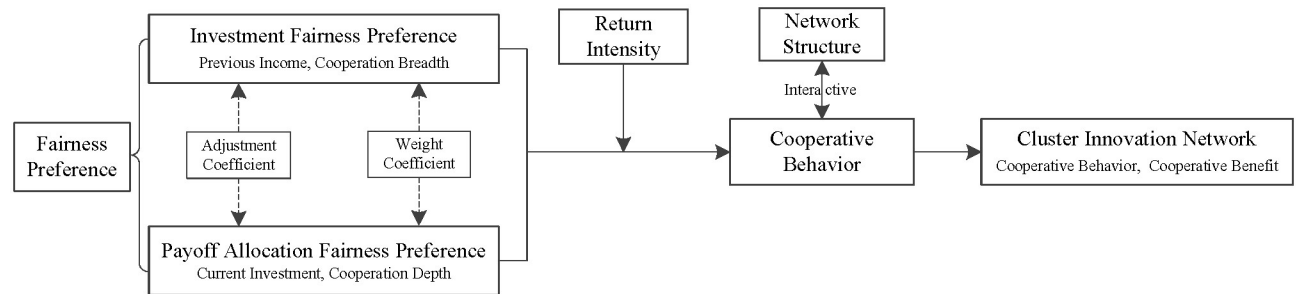 Fairness
Preference
Investment Fairness Preference
Previous Income, Cooperation Breadth
Adjustment
Coefficient
Weight
Coefficient
Payoff Allocation Fairness Preference
Current Investment, Cooperation Depth
Return
Intensity
Network
Structure
Interactive
Cooperative
Behavior
Cluster Innovation Network
Cooperative Behavior, Cooperative Benefit